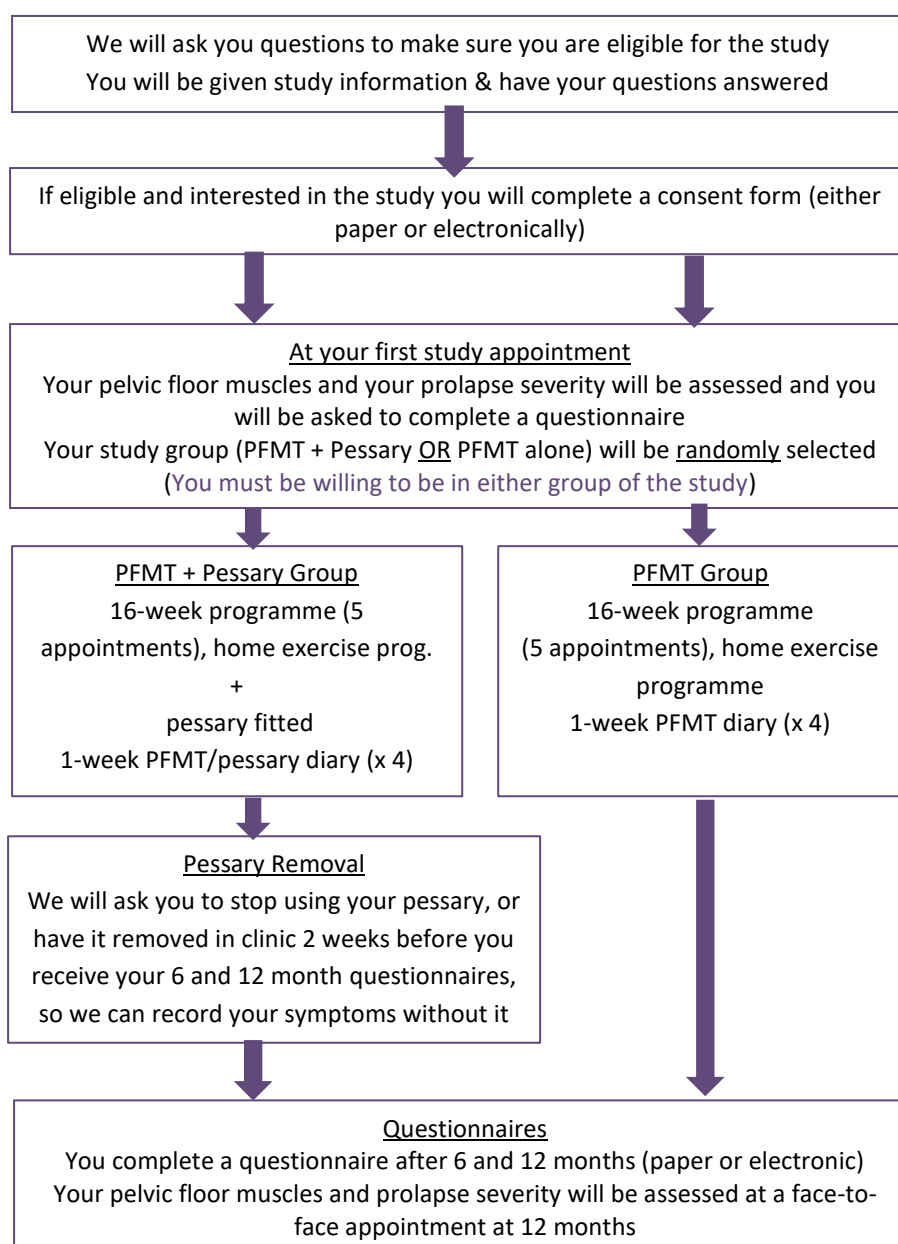 We will ask you questions to make sure you are eligible for the study
You will be given study information & have your questions answered
If eligible and interested in the study you will complete a consent form (either
paper or electronically)
At your first study appointment
Your pelvic floor muscles and your prolapse severity will be assessed and you
will be asked to complete a questionnaire
Your study group (PFMT + Pessary OR PFMT alone) will be randomly selected
(You must be willing to be in either group of the study)
PFMT + Pessary Group
16-week programme (5
appointments), home exercise prog.
+
pessary fitted
1-week PFMT/pessary diary (x 4)
PFMT Group
16-week programme
(5 appointments), home exercise
programme
1-week PFMT diary (x 4)
Pessary Removal
We will ask you to stop using your pessary, or
have it removed in clinic 2 weeks before you
receive your 6 and 12 month questionnaires,
so we can record your symptoms without it
Questionnaires
You complete a questionnaire after 6 and 12 months (paper or electronic)
Your pelvic floor muscles and prolapse severity will be assessed at a face-to-
face appointment at 12 months